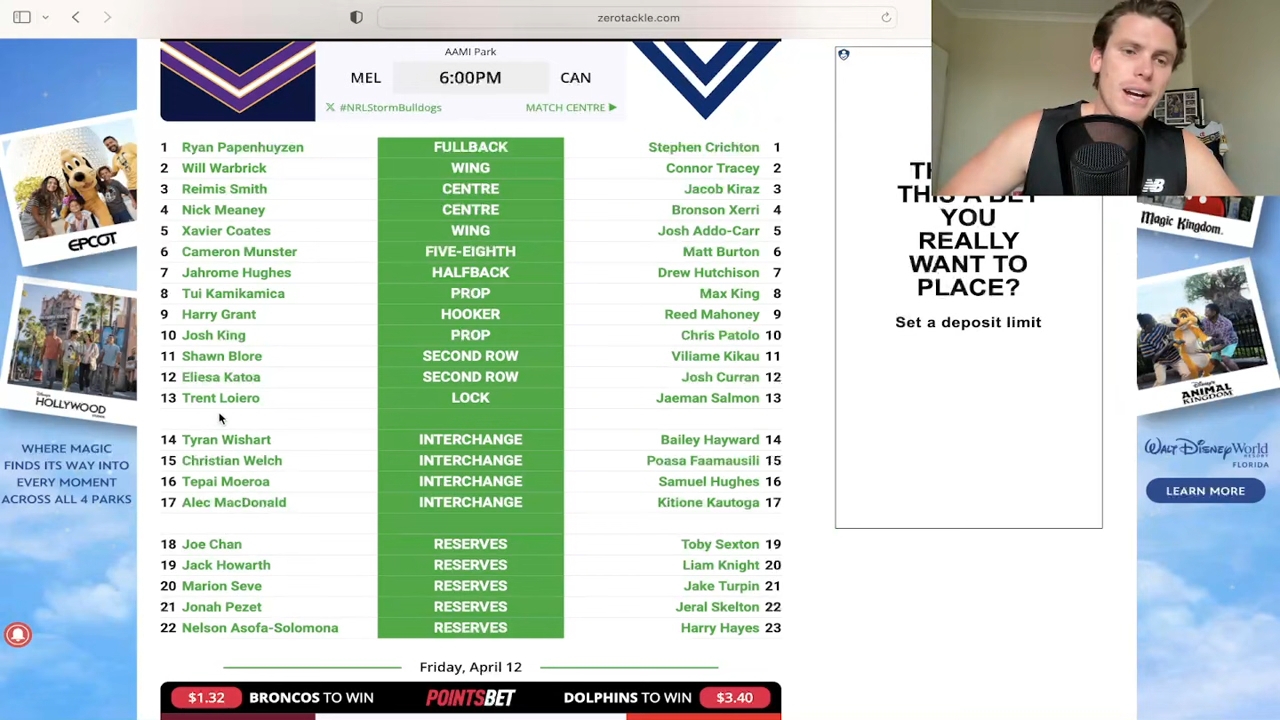 zerotackle.com
AAMI Park
MEL 6:00PM CAN
X #NRLStormBulldogs MATCH CENTRE ▶
1 Ryan Papenhuyzen FULLBACK Stephen Crichton 1
2 Will Warbrick WING Connor Tracey 2
3 Reimis Smith CENTRE Jacob Kiraz 3
4 Nick Meaney CENTRE Bronson Xerri 4
5 Xavier Coates WING Josh Addo-Carr 5
6 Cameron Munster FIVE-EIGHTH Matt Burton 6
7 Jahrome Hughes HALFBACK Drew Hutchison 7
8 Tui Kamikamica PROP Max King 8
9 Harry Grant HOOKER Reed Mahoney 9
10 Josh King PROP Chris Patolo 10
11 Shawn Blore SECOND ROW Viliame Kikau 11
12 Eliesa Katoa SECOND ROW Josh Curran 12
13 Trent Loiero LOCK Jaeman Salmon 13
14 Tyran Wishart INTERCHANGE Bailey Hayward 14
15 Christian Welch INTERCHANGE Poasa Faamausili 15
16 Tepai Moeroa INTERCHANGE Samuel Hughes 16
17 Alec MacDonald INTERCHANGE Kitione Kautoga 17
18 Joe Chan RESERVES Toby Sexton 19
19 Jack Howarth RESERVES Liam Knight 20
20 Marion Seve RESERVES Jake Turpin 21
21 Jonah Pezet RESERVES Jeral Skelton 22
22 Nelson Asofa-Solomona RESERVES Harry Hayes 23
Friday, April 12
$1.32 BRONCOS TO WIN POINTSBET DOLPHINS TO WIN $3.40
EPCOT
Disney's
HOLLYWOOD
STUDIOS
WHERE MAGIC
FINDS ITS WAY INTO
EVERY MOMENT
ACROSS ALL 4 PARKS
THIS A BET
YOU
REALLY
WANT TO
PLACE?
Set a deposit limit
NB
Magic Kingdom
Disney's
ANIMAL
KINGDOM
WALT DISNEY World
RESORT
FLORIDA
LEARN MORE